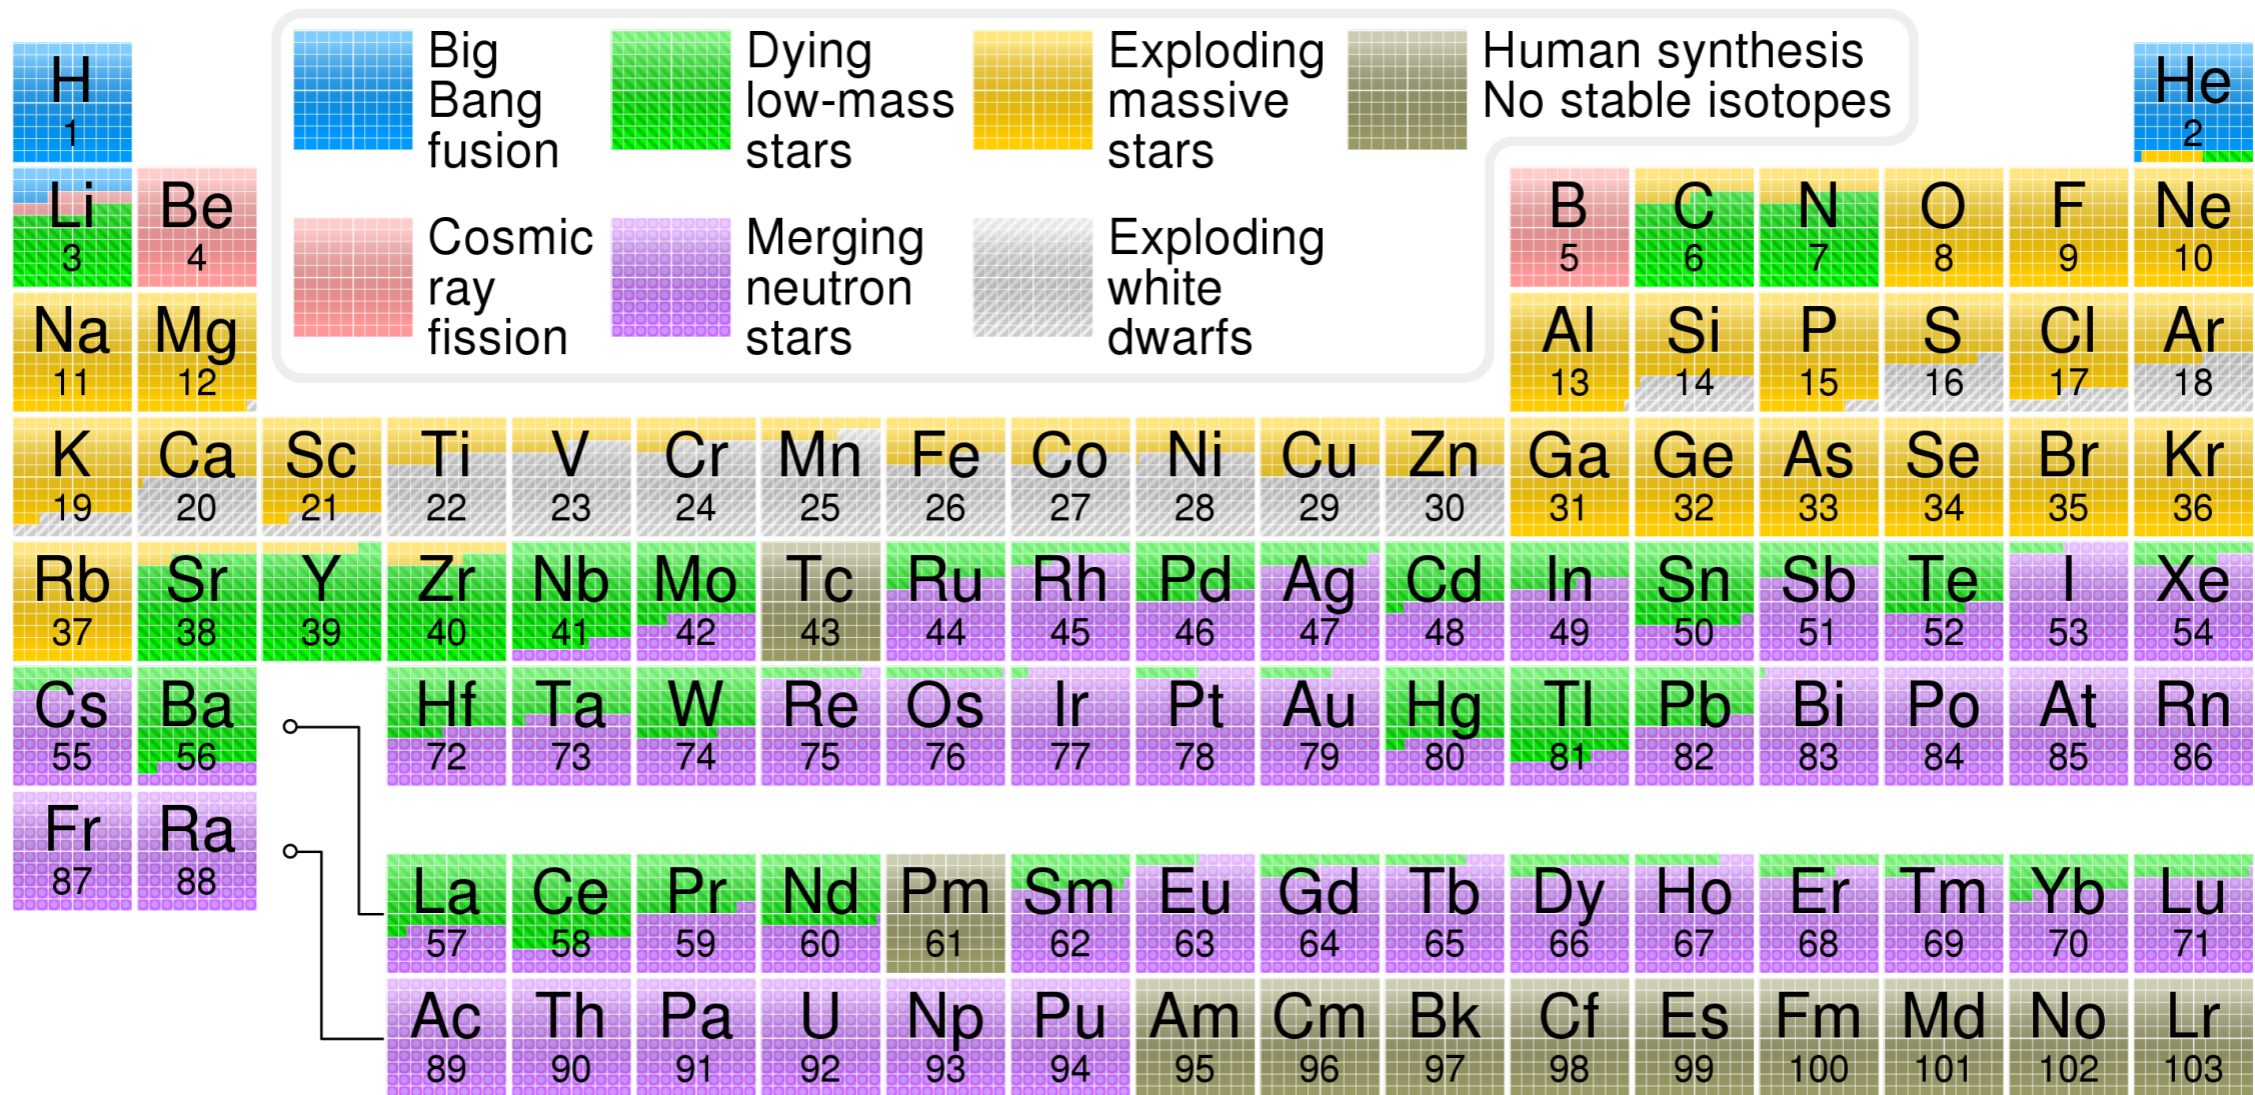 Big
Bang
fusion
Dying
low-mass
stars
Exploding
massive
stars
Human synthesis
No stable isotopes
Cosmic
ray
fission
Merging
neutron
stars
Exploding
white
dwarfs
H He
1 2
Li Be B C N O F Ne
3 4 5 6 7 8 9 10
Na Mg Al Si P S Cl Ar
11 12 13 14 15 16 17 18
K Ca Sc Ti V Cr Mn Fe Co Ni Cu Zn Ga Ge As Se Br Kr
19 20 21 22 23 24 25 26 27 28 29 30 31 32 33 34 35 36
Rb Sr Y Zr Nb Mo Tc Ru Rh Pd Ag Cd In Sn Sb Te I Xe
37 38 39 40 41 42 43 44 45 46 47 48 49 50 51 52 53 54
Cs Ba Hf Ta W Re Os Ir Pt Au Hg Tl Pb Bi Po At Rn
55 56 72 73 74 75 76 77 78 79 80 81 82 83 84 85 86
Fr Ra
87 88
La Ce Pr Nd Pm Sm Eu Gd Tb Dy Ho Er Tm Yb Lu
57 58 59 60 61 62 63 64 65 66 67 68 69 70 71
Ac Th Pa U Np Pu Am Cm Bk Cf Es Fm Md No Lr
89 90 91 92 93 94 95 96 97 98 99 100 101 102 103